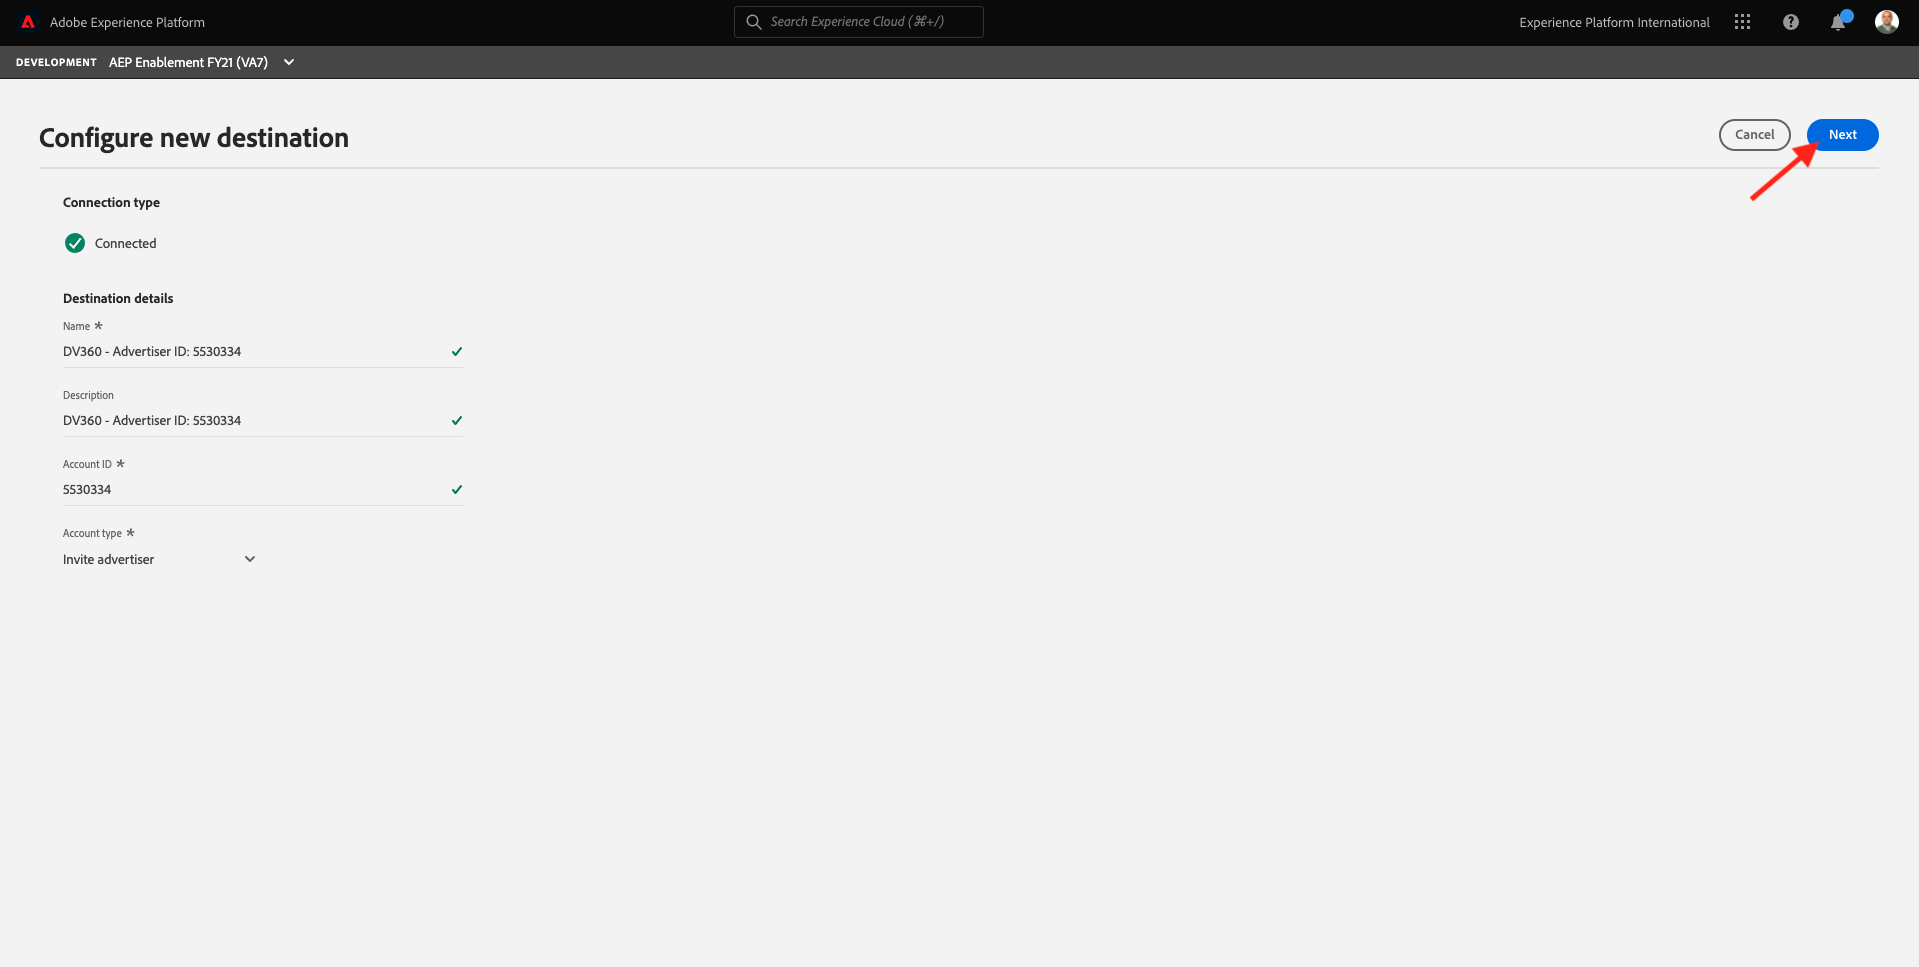 Adobe Experience Platform
Search Experience Cloud (⌘+/)
Experience Platform International
DEVELOPMENT AEP Enablement FY21 (VA7)
Configure new destination
Cancel
Next
Connection type
Connected
Destination details
Name *
DV360 - Advertiser ID: 5530334
Description
DV360 - Advertiser ID: 5530334
Account ID *
5530334
Account type *
Invite advertiser